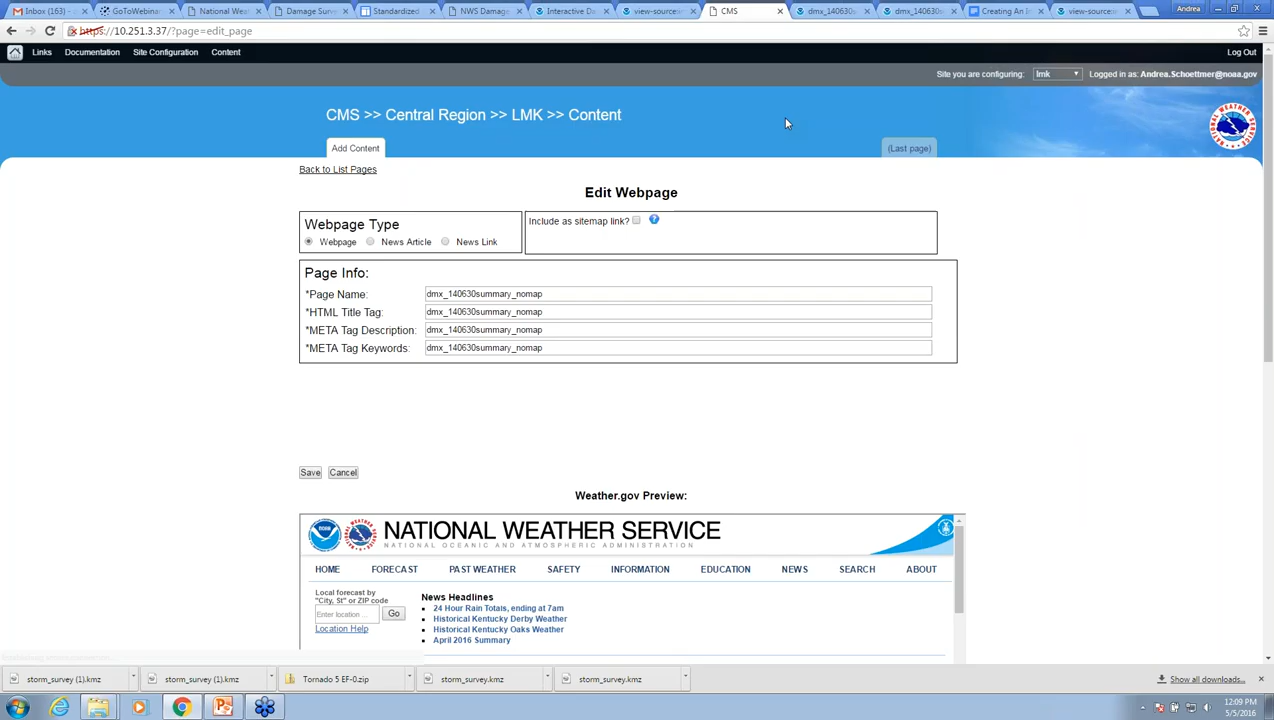 Inbox (163)
GoToWebinar
National Weat
Damage Surve
Standardized
NWS Damage
Interactive Da
view-source:m
CMS
dmx_140630s
dmx_140630s
Creating An In
view-source:m
Andrea
https://10.251.3.37/?page=edit_page
Links Documentation Site Configuration Content Log Out
Site you are configuring: lmk Logged in as: Andrea.Schoettmer@noaa.gov
CMS >> Central Region >> LMK >> Content
Add Content (Last page)
Back to List Pages
Edit Webpage
Webpage Type
Include as sitemap link? ?
Webpage News Article News Link
Page Info:
*Page Name: dmx_140630summary_nomap
*HTML Title Tag: dmx_140630summary_nomap
*META Tag Description: dmx_140630summary_nomap
*META Tag Keywords: dmx_140630summary_nomap
Save Cancel
Weather.gov Preview:
NATIONAL WEATHER SERVICE
NATIONAL OCEANIC AND ATMOSPHERIC ADMINISTRATION
HOME FORECAST PAST WEATHER SAFETY INFORMATION EDUCATION NEWS SEARCH ABOUT
Local forecast by
"City, St" or ZIP code
Enter location ... Go
Location Help
News Headlines
24 Hour Rain Totals, ending at 7am
Historical Kentucky Derby Weather
Historical Kentucky Oaks Weather
April 2016 Summary
storm_survey (1).kmz storm_survey (1).kmz Tornado 5 EF-0.zip storm_survey.kmz storm_survey.kmz Show all downloads...
12:09 PM
5/5/2016